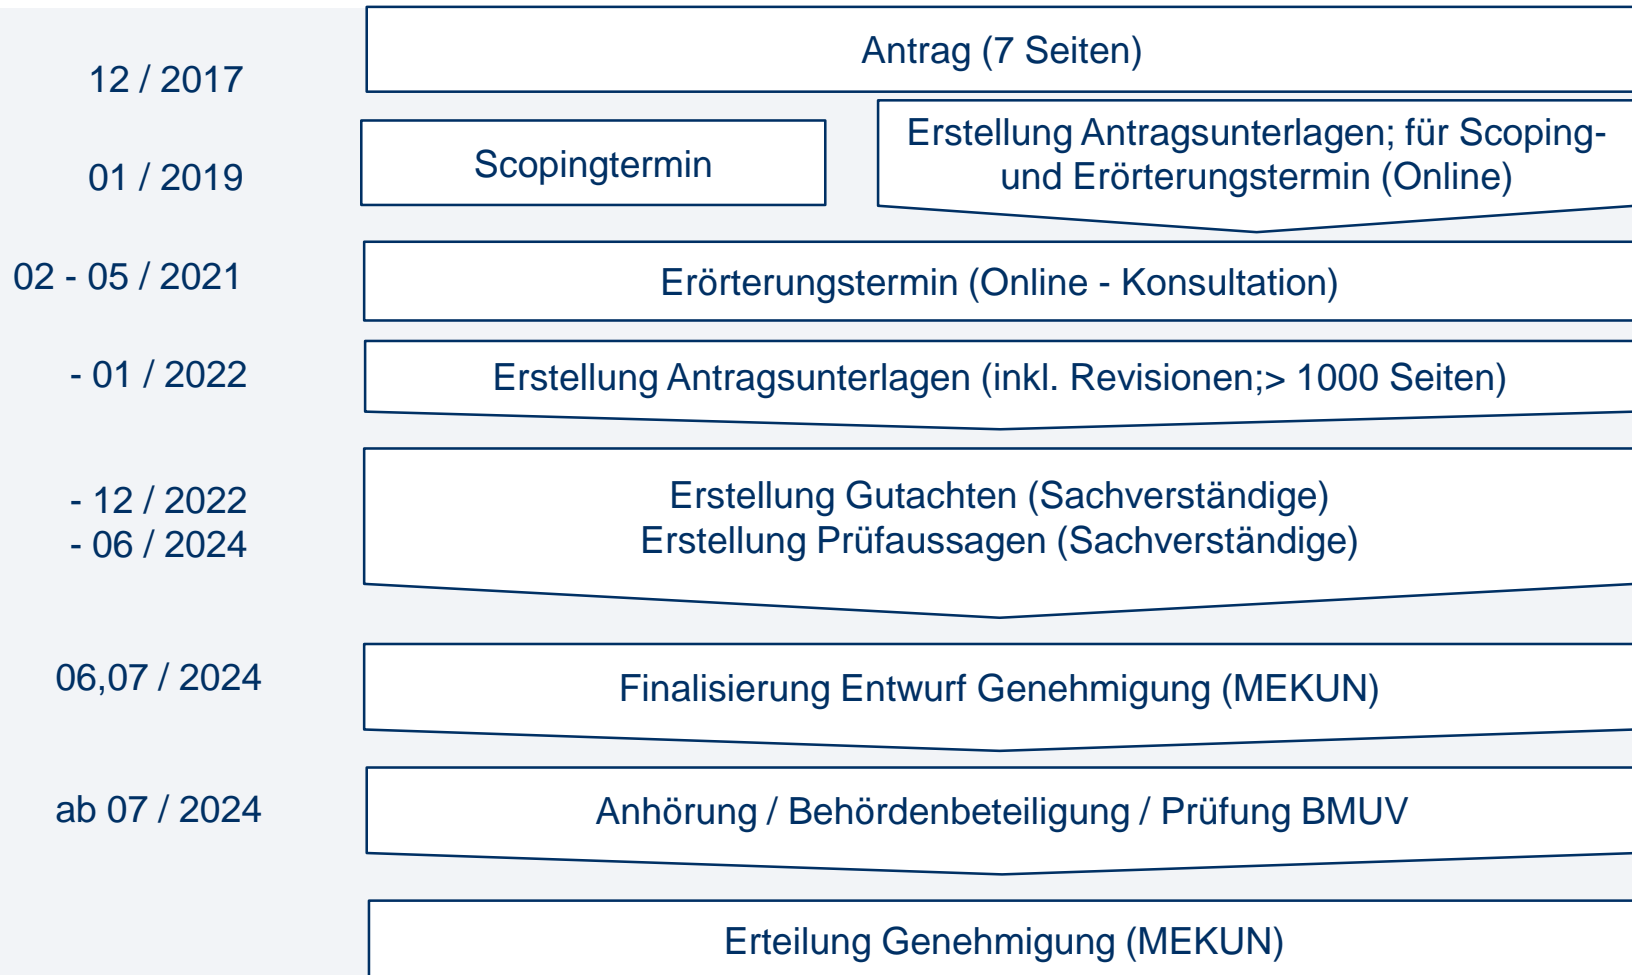 12 / 2017
Antrag (7 Seiten)
01 / 2019
Scopingtermin
Erstellung Antragsunterlagen; für Scoping-
und Erörterungstermin (Online)
02 - 05 / 2021
Erörterungstermin (Online - Konsultation)
- 01 / 2022
Erstellung Antragsunterlagen (inkl. Revisionen;> 1000 Seiten)
- 12 / 2022
Erstellung Gutachten (Sachverständige)
- 06 / 2024
Erstellung Prüfaussagen (Sachverständige)
06,07 / 2024
Finalisierung Entwurf Genehmigung (MEKUN)
ab 07 / 2024
Anhörung / Behördenbeteiligung / Prüfung BMUV
Erteilung Genehmigung (MEKUN)